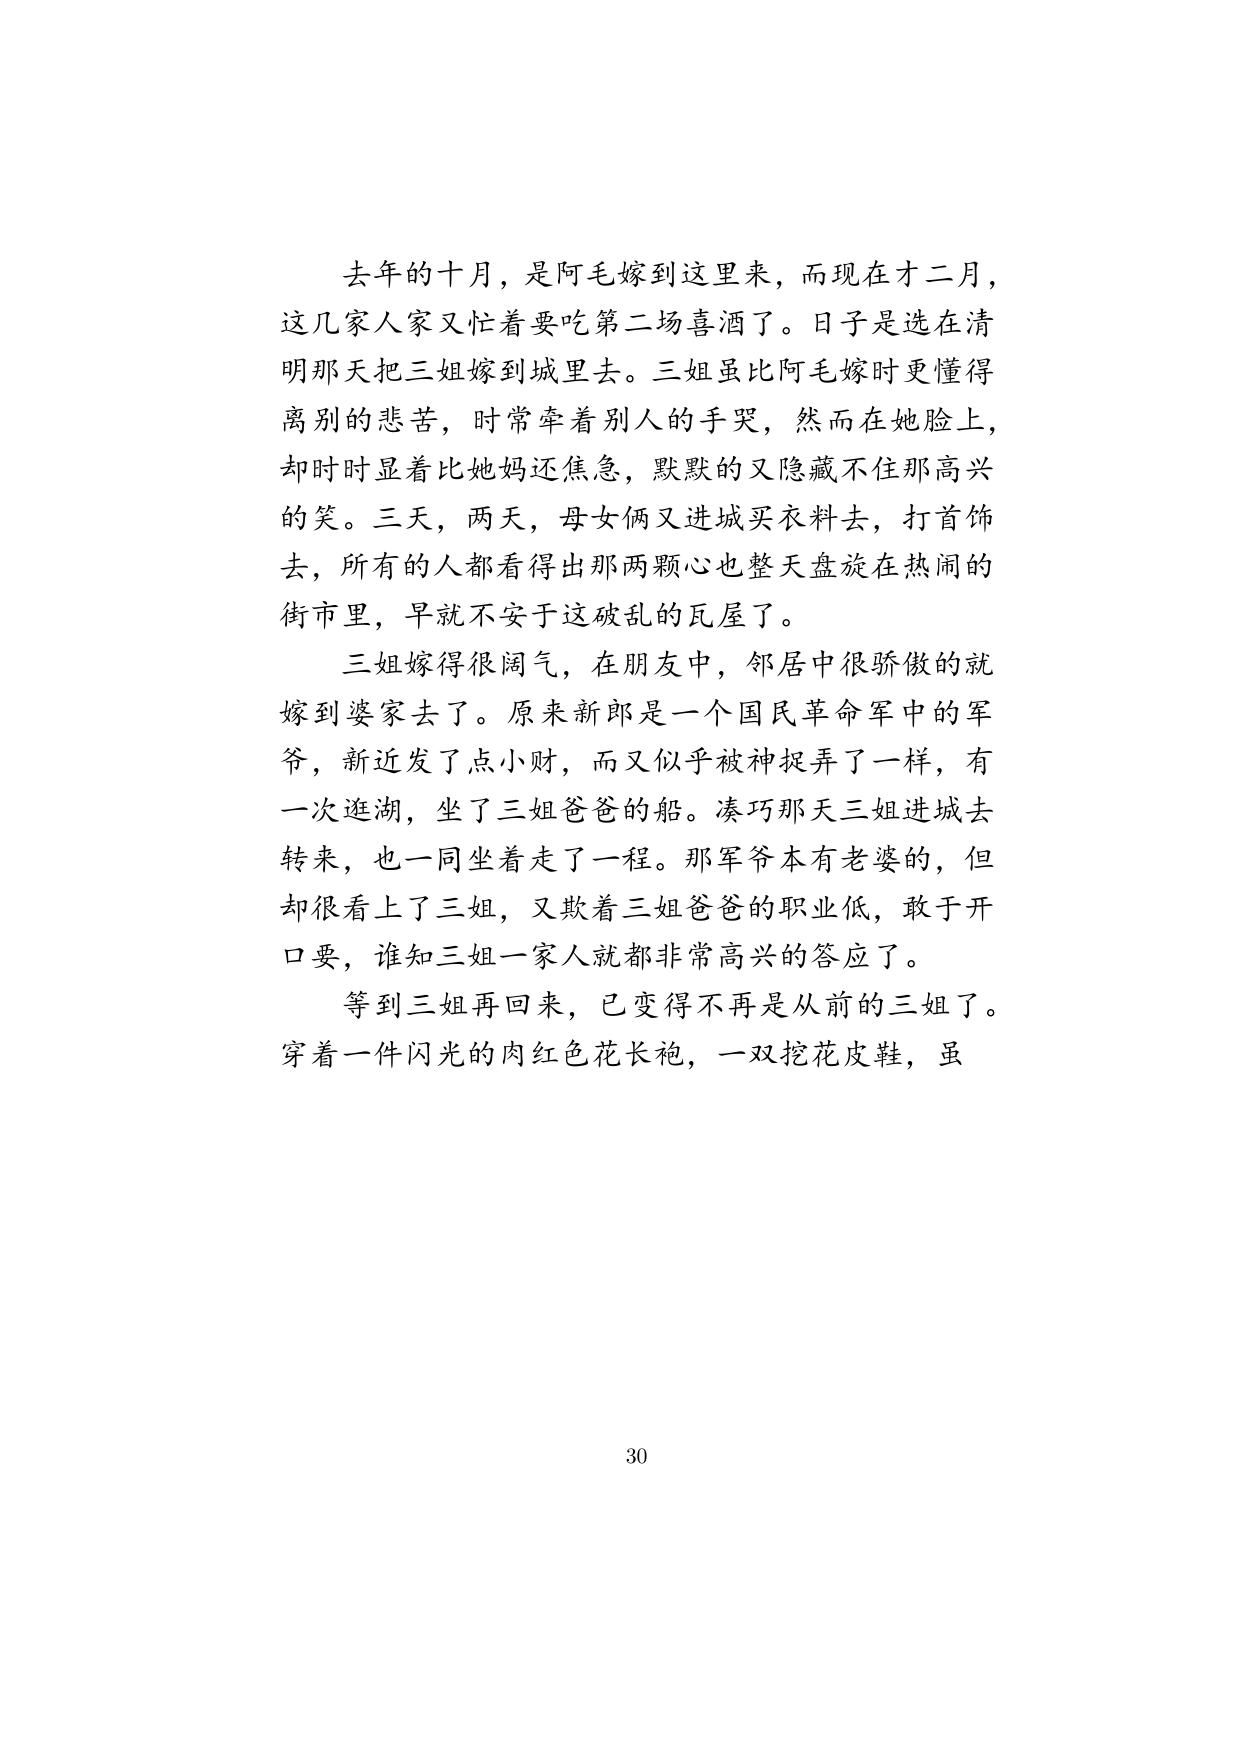 去年的十月，是阿毛嫁到这里来，而现在才二月，
这几家人家又忙着要吃第二场喜酒了。日子是选在清
明那天把三姐嫁到城里去。三姐虽比阿毛嫁时更懂得
离别的悲苦，时常牵着别人的手哭，然而在她脸上，
却时时显着比她妈还焦急，默默的又隐藏不住那高兴
的笑。三天，两天，母女俩又进城买衣料去，打首饰
去，所有的人都看得出那两颗心也整天盘旋在热闹的
街市里，早就不安于这破乱的瓦屋了。
三姐嫁得很阔气，在朋友中，邻居中很骄傲的就
嫁到婆家去了。原来新郎是一个国民革命军中的军
爷，新近发了点小财，而又似乎被神捉弄了一样，有
一次逛湖，坐了三姐爸爸的船。凑巧那天三姐进城去
转来，也一同坐着走了一程。那军爷本有老婆的，但
却很看上了三姐，又欺着三姐爸爸的职业低，敢于开
口要，谁知三姐一家人就都非常高兴的答应了。
等到三姐再回来，已变得不再是从前的三姐了。
穿着一件闪光的肉红色花长袍，一双挖花皮鞋，虽
30